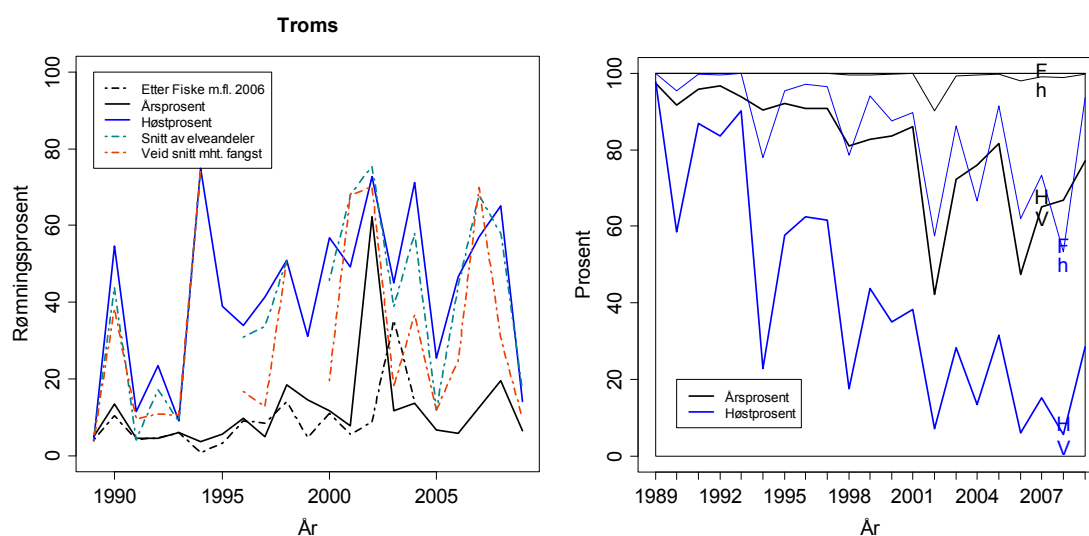 Troms
Rømningsprosent
100
80
60
40
20
0
Etter Fiske m.fl. 2006
Årsprosent
Høstprosent
Snitt av elveandeler
Veid snitt mht. fangst
1990
1995
2000
2005
År
Prosent
100
80
60
40
20
0
F
h
H
V
F
h
H
V
Årsprosent
Høstprosent
1989
1992
1995
1998
2001
2004
2007
År